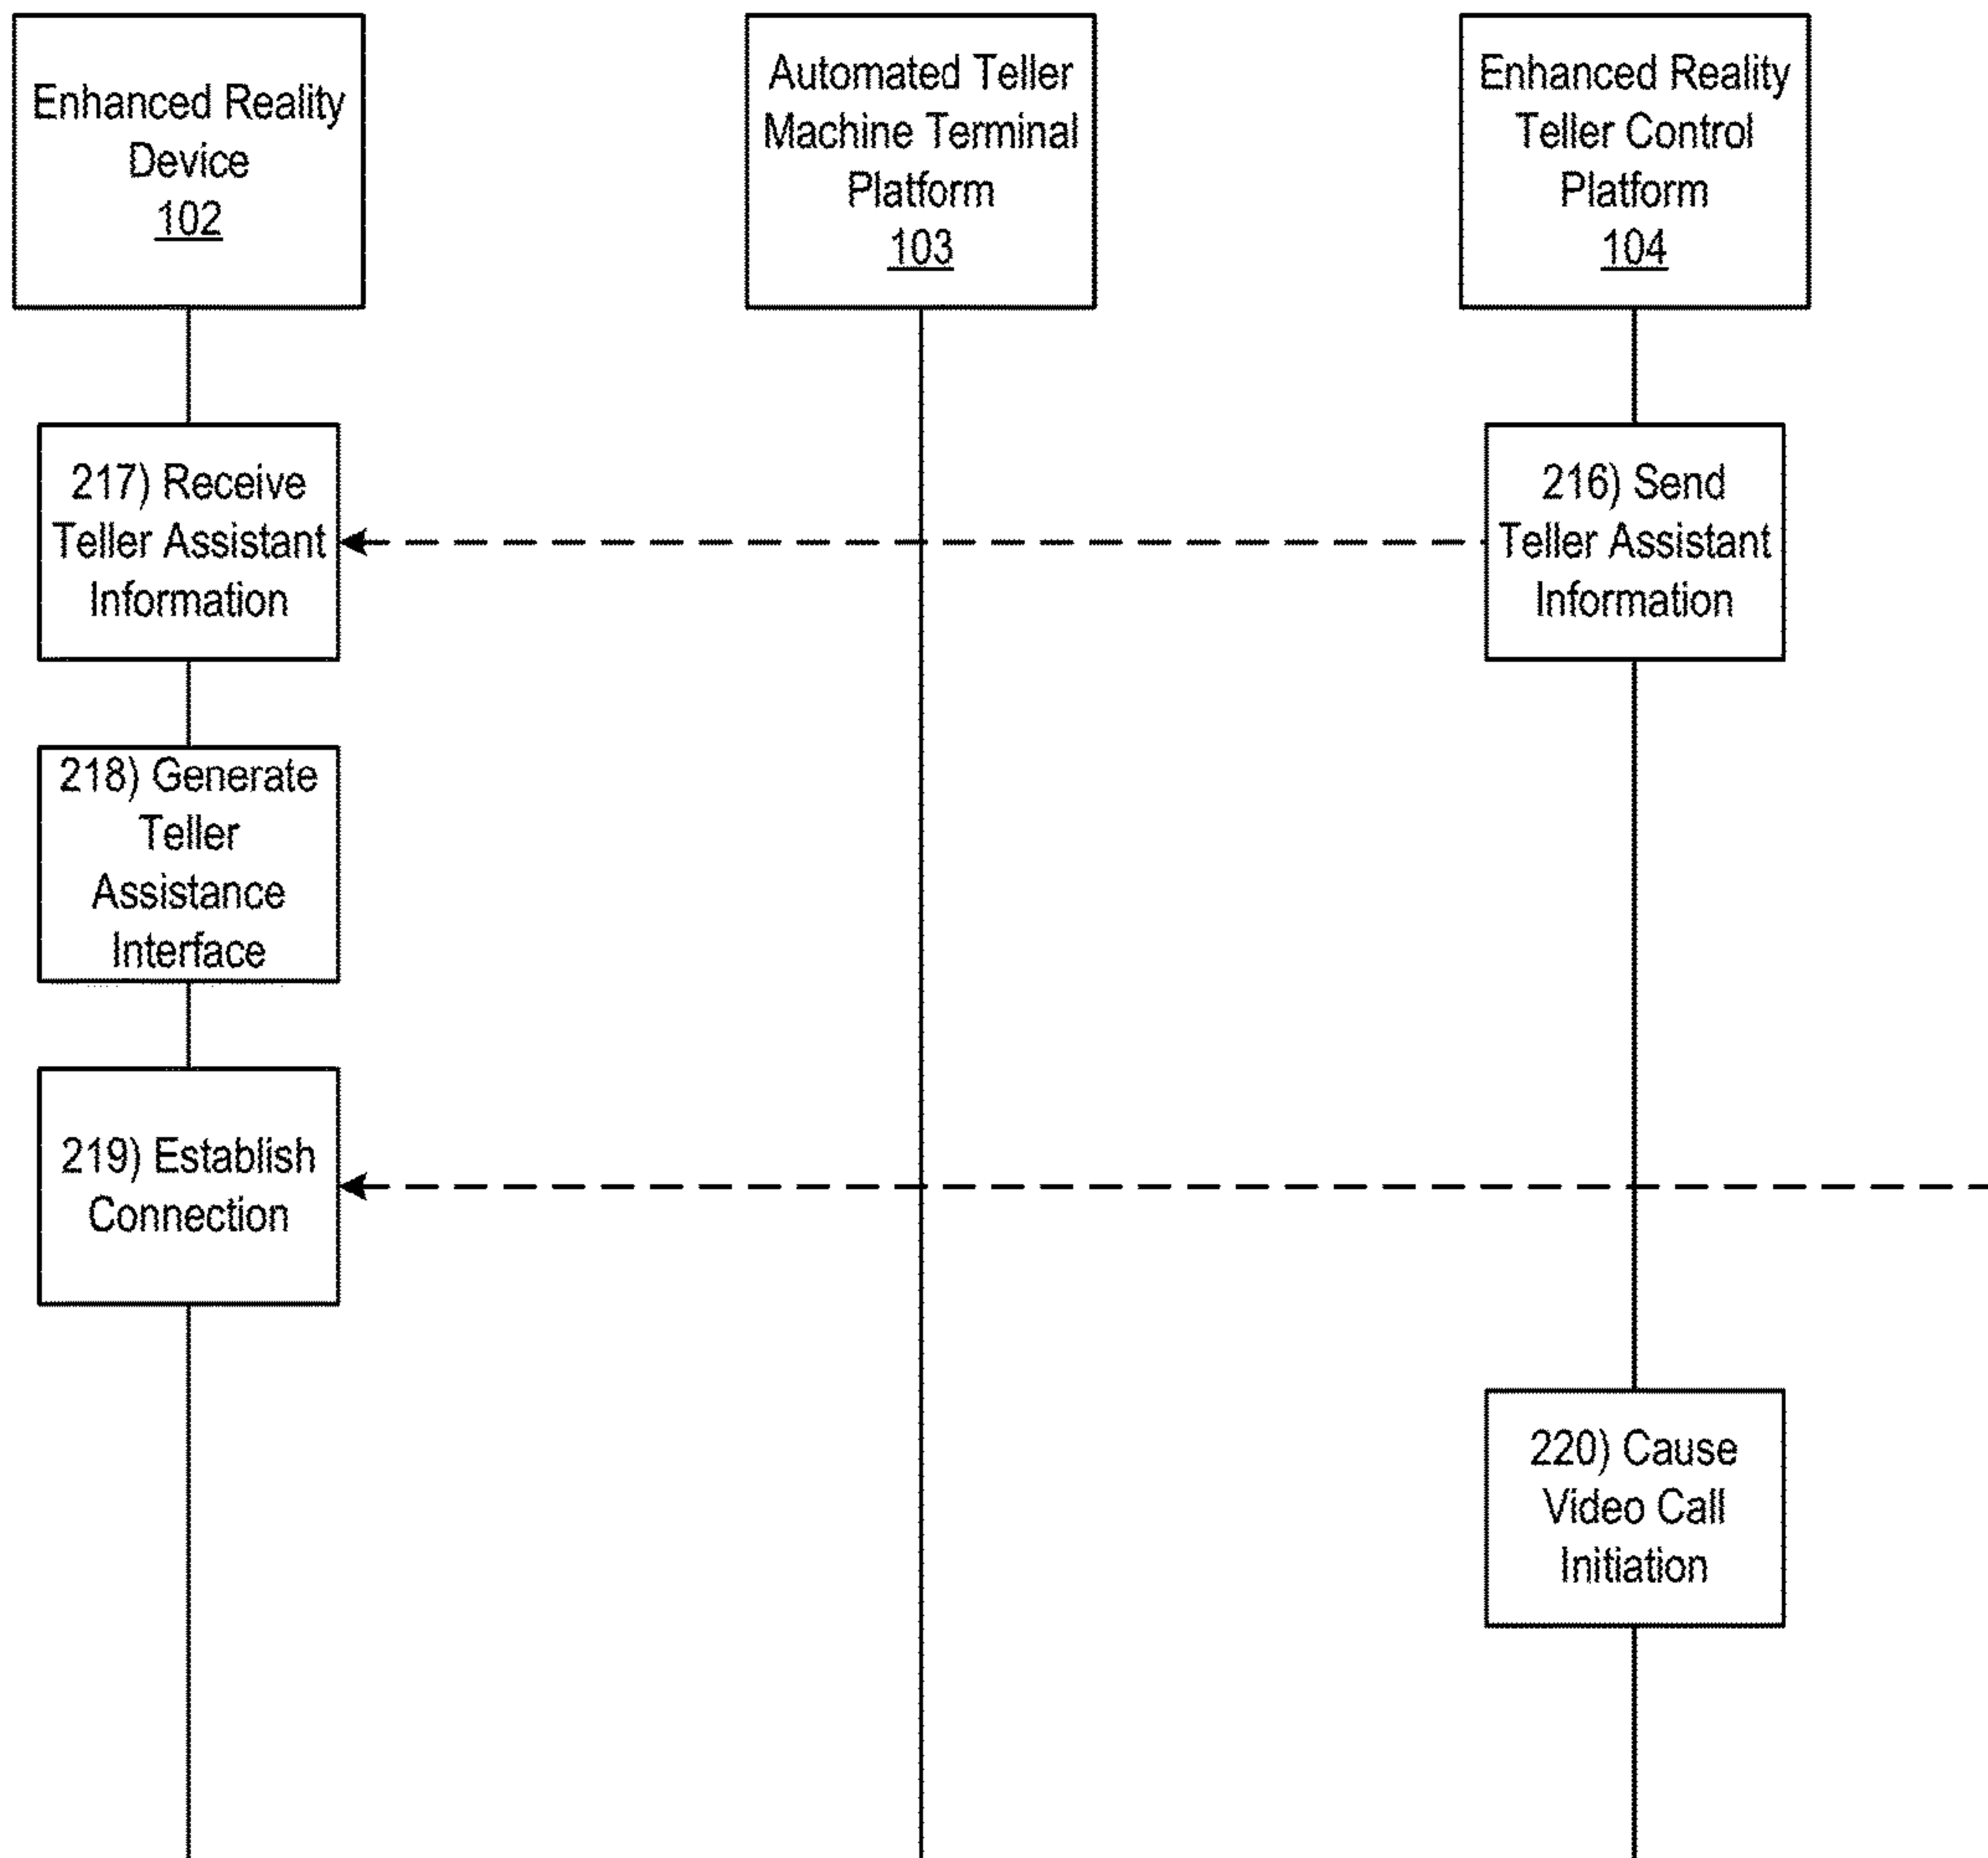 Enhanced Reality
Device
102
Automated Teller
Machine Terminal
Platform
103
Enhanced Reality
Teller Control
Platform
104
217) Receive
Teller Assistant
Information
216) Send
Teller Assistant
Information
218) Generate
Teller
Assistance
Interface
219) Establish
Connection
220) Cause
Video Call
Initiation